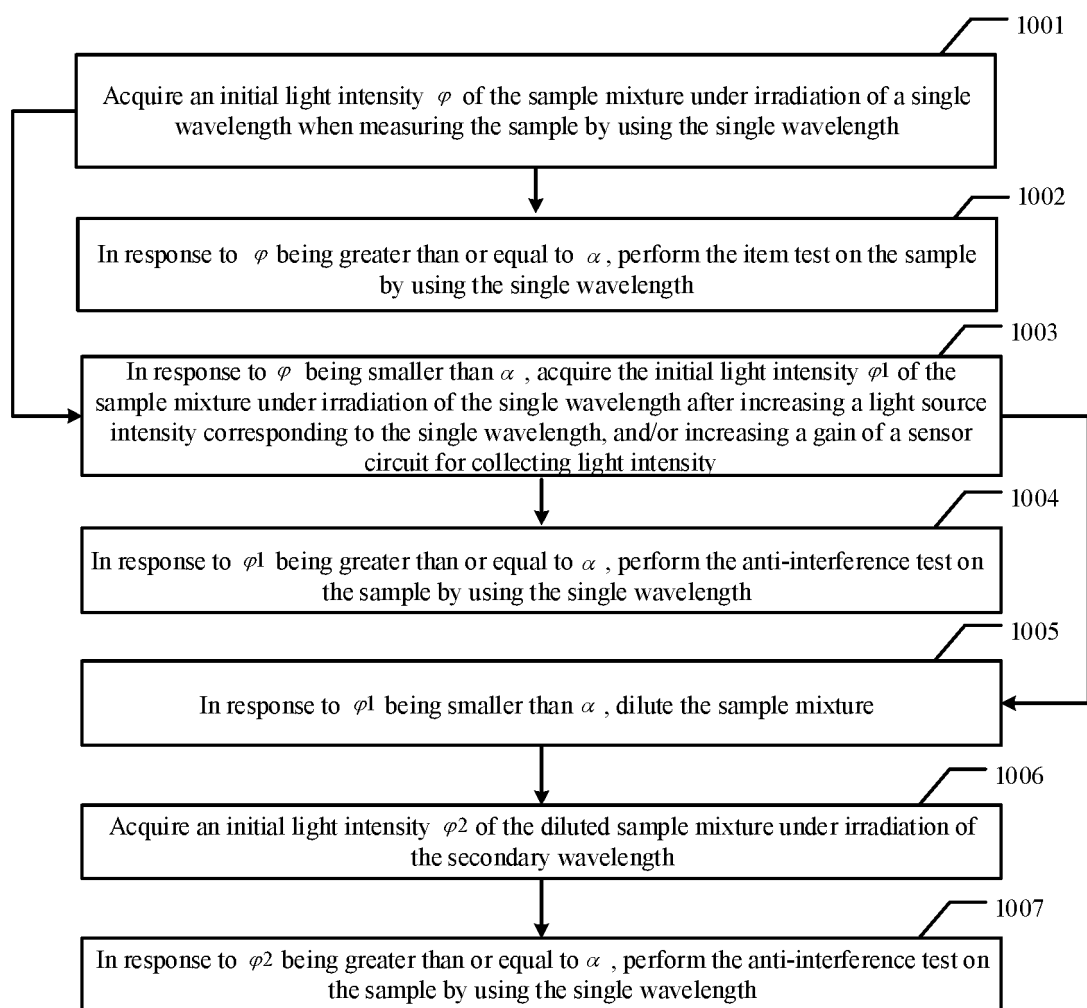 1001
Acquire an initial light intensity φ of the sample mixture under irradiation of a single
wavelength when measuring the sample by using the single wavelength
1002
In response to φ being greater than or equal to α , perform the item test on the sample
by using the single wavelength
1003
In response to φ being smaller than α , acquire the initial light intensity φ1 of the
sample mixture under irradiation of the single wavelength after increasing a light source
intensity corresponding to the single wavelength, and/or increasing a gain of a sensor
circuit for collecting light intensity
1004
In response to φ1 being greater than or equal to α , perform the anti-interference test on
the sample by using the single wavelength
1005
In response to φ1 being smaller than α , dilute the sample mixture
1006
Acquire an initial light intensity φ2 of the diluted sample mixture under irradiation of
the secondary wavelength
1007
In response to φ2 being greater than or equal to α , perform the anti-interference test on
the sample by using the single wavelength